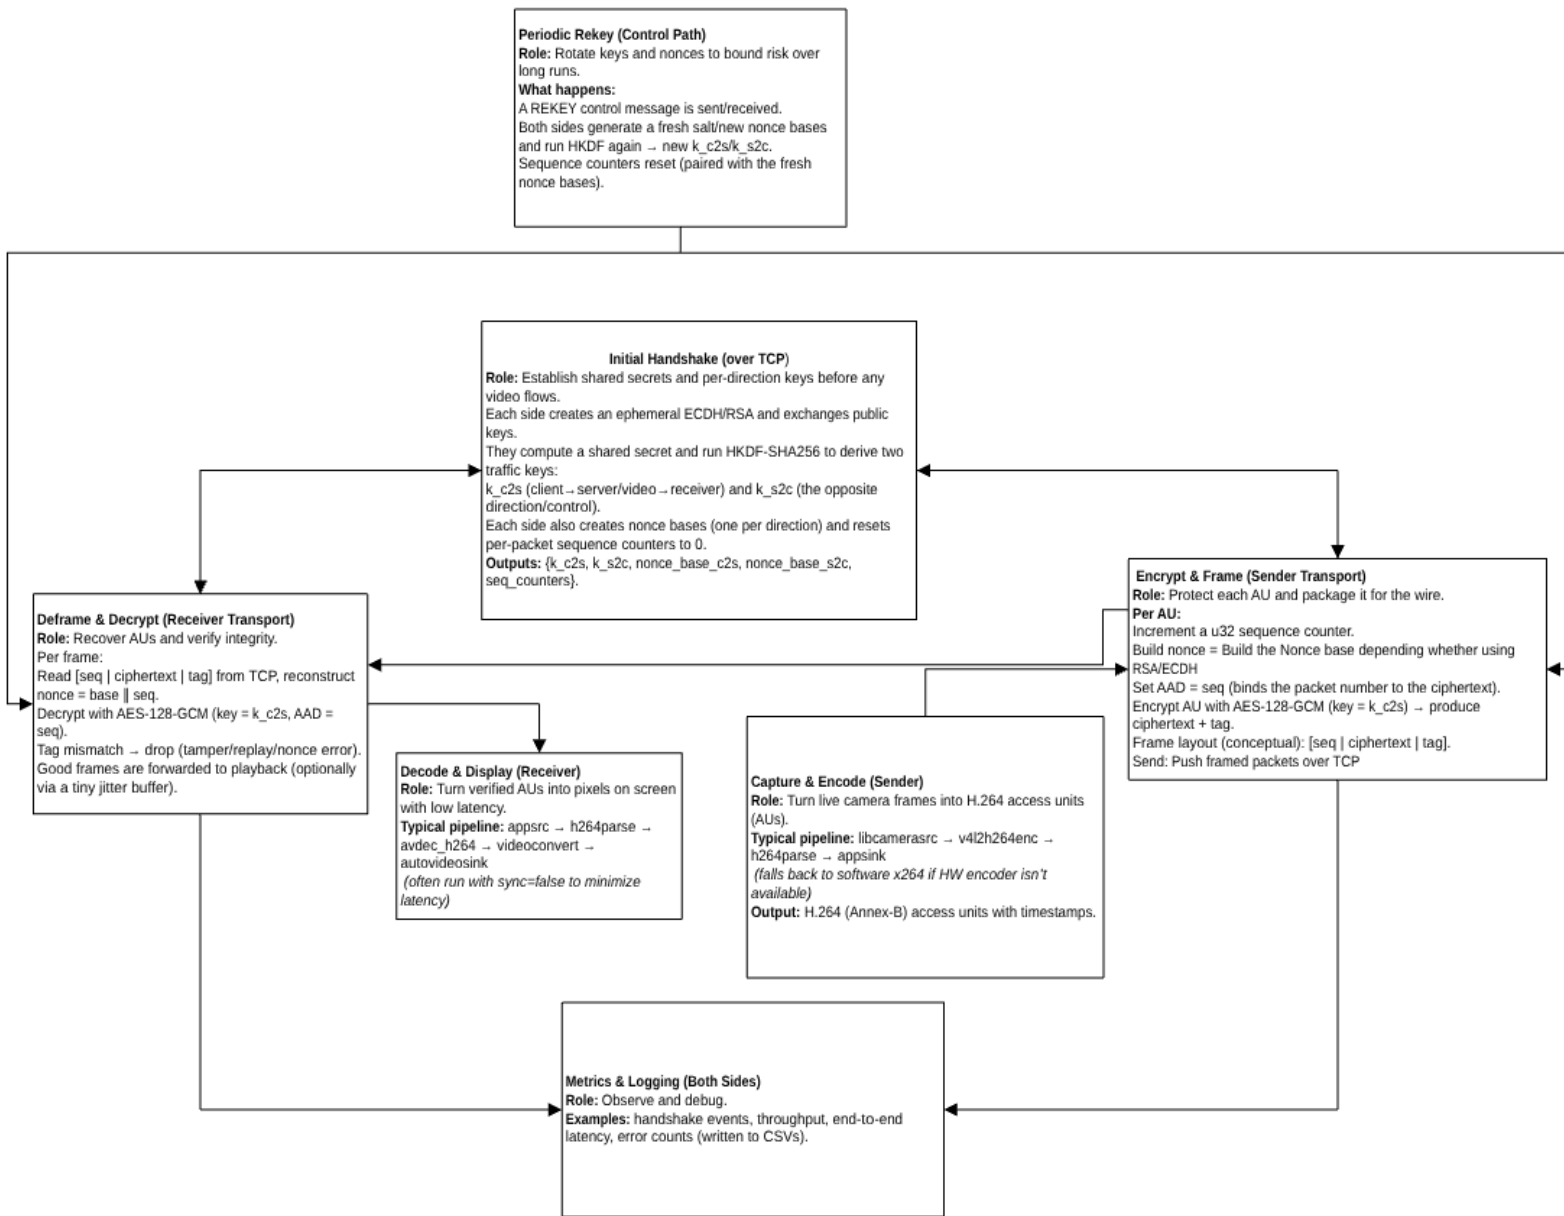 Periodic Rekey (Control Path)
Role: Rotate keys and nonces to bound risk over
long runs.
What happens:
A REKEY control message is sent/received.
Both sides generate a fresh salt/new nonce bases
and run HKDF again → new k_c2s/k_s2c.
Sequence counters reset (paired with the fresh
nonce bases).
Initial Handshake (over TCP)
Role: Establish shared secrets and per-direction keys before any
video flows.
Each side creates an ephemeral ECDH/RSA and exchanges public
keys.
They compute a shared secret and run HKDF-SHA256 to derive two
traffic keys:
k_c2s (client→server/video→receiver) and k_s2c (the opposite
direction/control).
Each side also creates nonce bases (one per direction) and resets
per-packet sequence counters to 0.
Outputs: {k_c2s, k_s2c, nonce_base_c2s, nonce_base_s2c,
seq_counters}.
Deframe & Decrypt (Receiver Transport)
Role: Recover AUs and verify integrity.
Per frame:
Read [seq | ciphertext | tag] from TCP, reconstruct
nonce = base ‖ seq.
Decrypt with AES-128-GCM (key = k_c2s, AAD =
seq).
Tag mismatch → drop (tamper/replay/nonce error).
Good frames are forwarded to playback (optionally
via a tiny jitter buffer).
Encrypt & Frame (Sender Transport)
Role: Protect each AU and package it for the wire.
Per AU:
Increment a u32 sequence counter.
Build nonce = Build the Nonce base depending whether using
RSA/ECDH
Set AAD = seq (binds the packet number to the ciphertext).
Encrypt AU with AES-128-GCM (key = k_c2s) → produce
ciphertext + tag.
Frame layout (conceptual): [seq | ciphertext | tag].
Send: Push framed packets over TCP
Decode & Display (Receiver)
Role: Turn verified AUs into pixels on screen
with low latency.
Typical pipeline: appsrc → h264parse →
avdec_h264 → videoconvert →
autovideosink
(often run with sync=false to minimize
latency)
Capture & Encode (Sender)
Role: Turn live camera frames into H.264 access units
(AUs).
Typical pipeline: libcamerasrc → v4l2h264enc →
h264parse → appsink
(falls back to software x264 if HW encoder isn't
available)
Output: H.264 (Annex-B) access units with timestamps.
Metrics & Logging (Both Sides)
Role: Observe and debug.
Examples: handshake events, throughput, end-to-end
latency, error counts (written to CSVs).